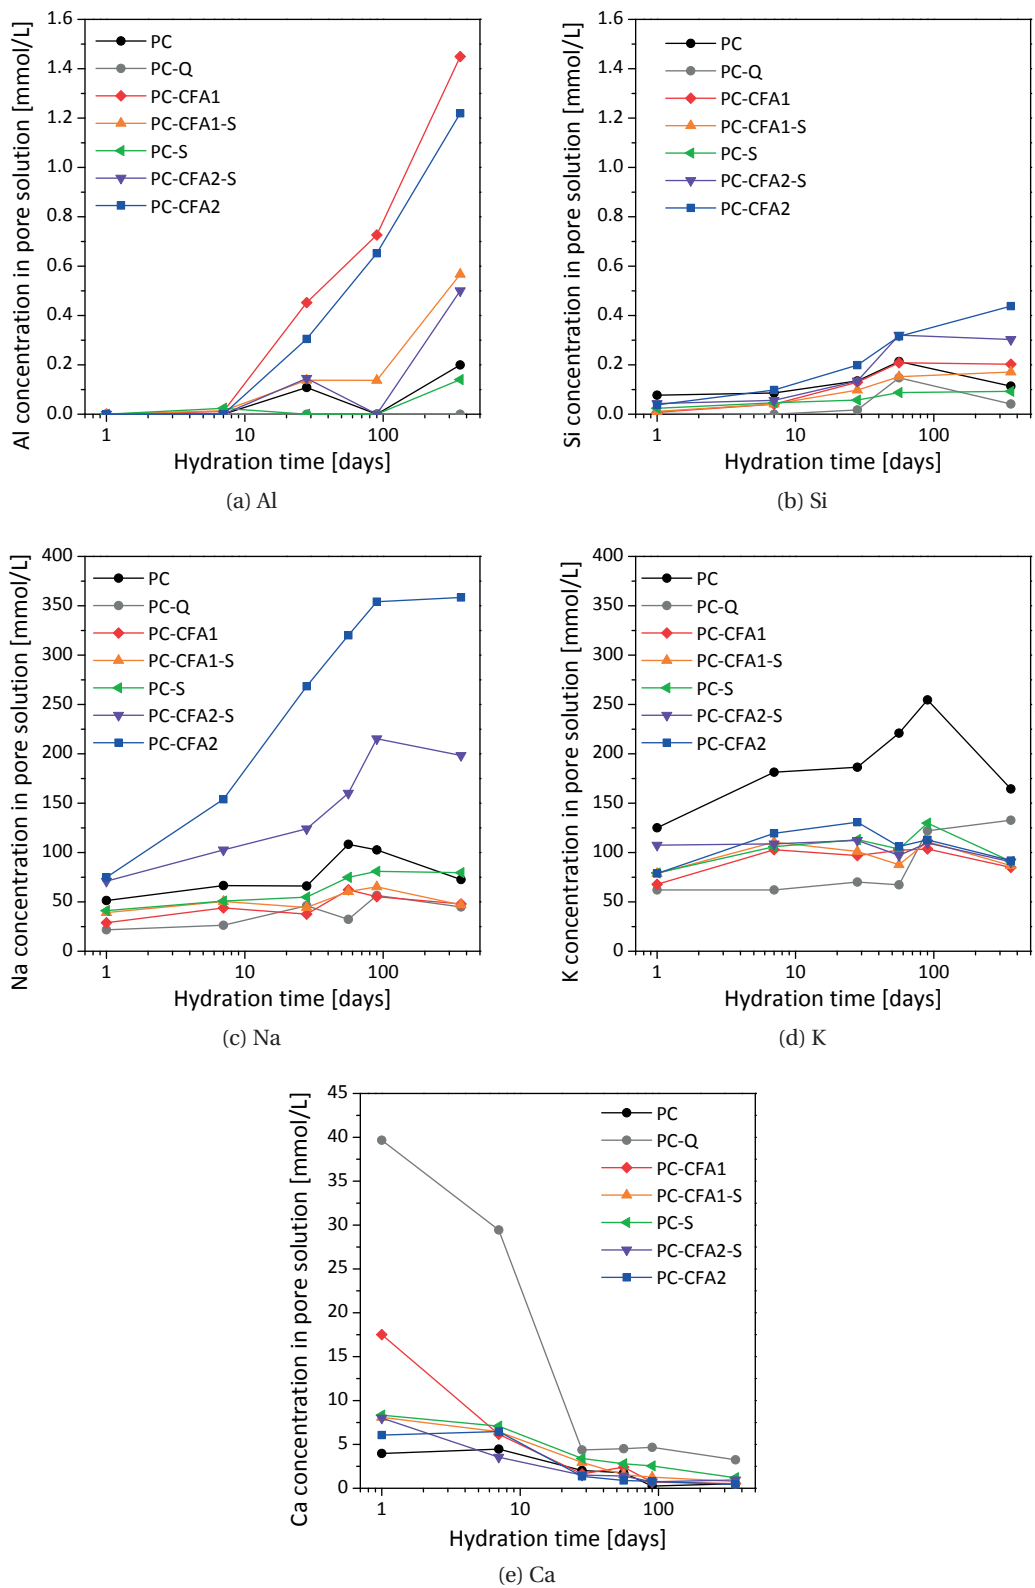 Al concentration in pore solution [mmol/L]
1.6
1.4
1.2
1.0
0.8
0.6
0.4
0.2
0.0
PC
PC-Q
PC-CFA1
PC-CFA1-S
PC-S
PC-CFA2-S
PC-CFA2
1
10
100
Hydration time [days]
(a) Al
Si concentration in pore solution [mmol/L]
1.6
1.4
1.2
1.0
0.8
0.6
0.4
0.2
0.0
PC
PC-Q
PC-CFA1
PC-CFA1-S
PC-S
PC-CFA2-S
PC-CFA2
1
10
100
Hydration time [days]
(b) Si
Na concentration in pore solution [mmol/L]
400
350
300
250
200
150
100
50
0
PC
PC-Q
PC-CFA1
PC-CFA1-S
PC-S
PC-CFA2-S
PC-CFA2
1
10
100
Hydration time [days]
(c) Na
K concentration in pore solution [mmol/L]
400
350
300
250
200
150
100
50
0
PC
PC-Q
PC-CFA1
PC-CFA1-S
PC-S
PC-CFA2-S
PC-CFA2
1
10
100
Hydration time [days]
(d) K
Ca concentration in pore solution [mmol/L]
45
40
35
30
25
20
15
10
5
0
PC
PC-Q
PC-CFA1
PC-CFA1-S
PC-S
PC-CFA2-S
PC-CFA2
1
10
100
Hydration time [days]
(e) Ca